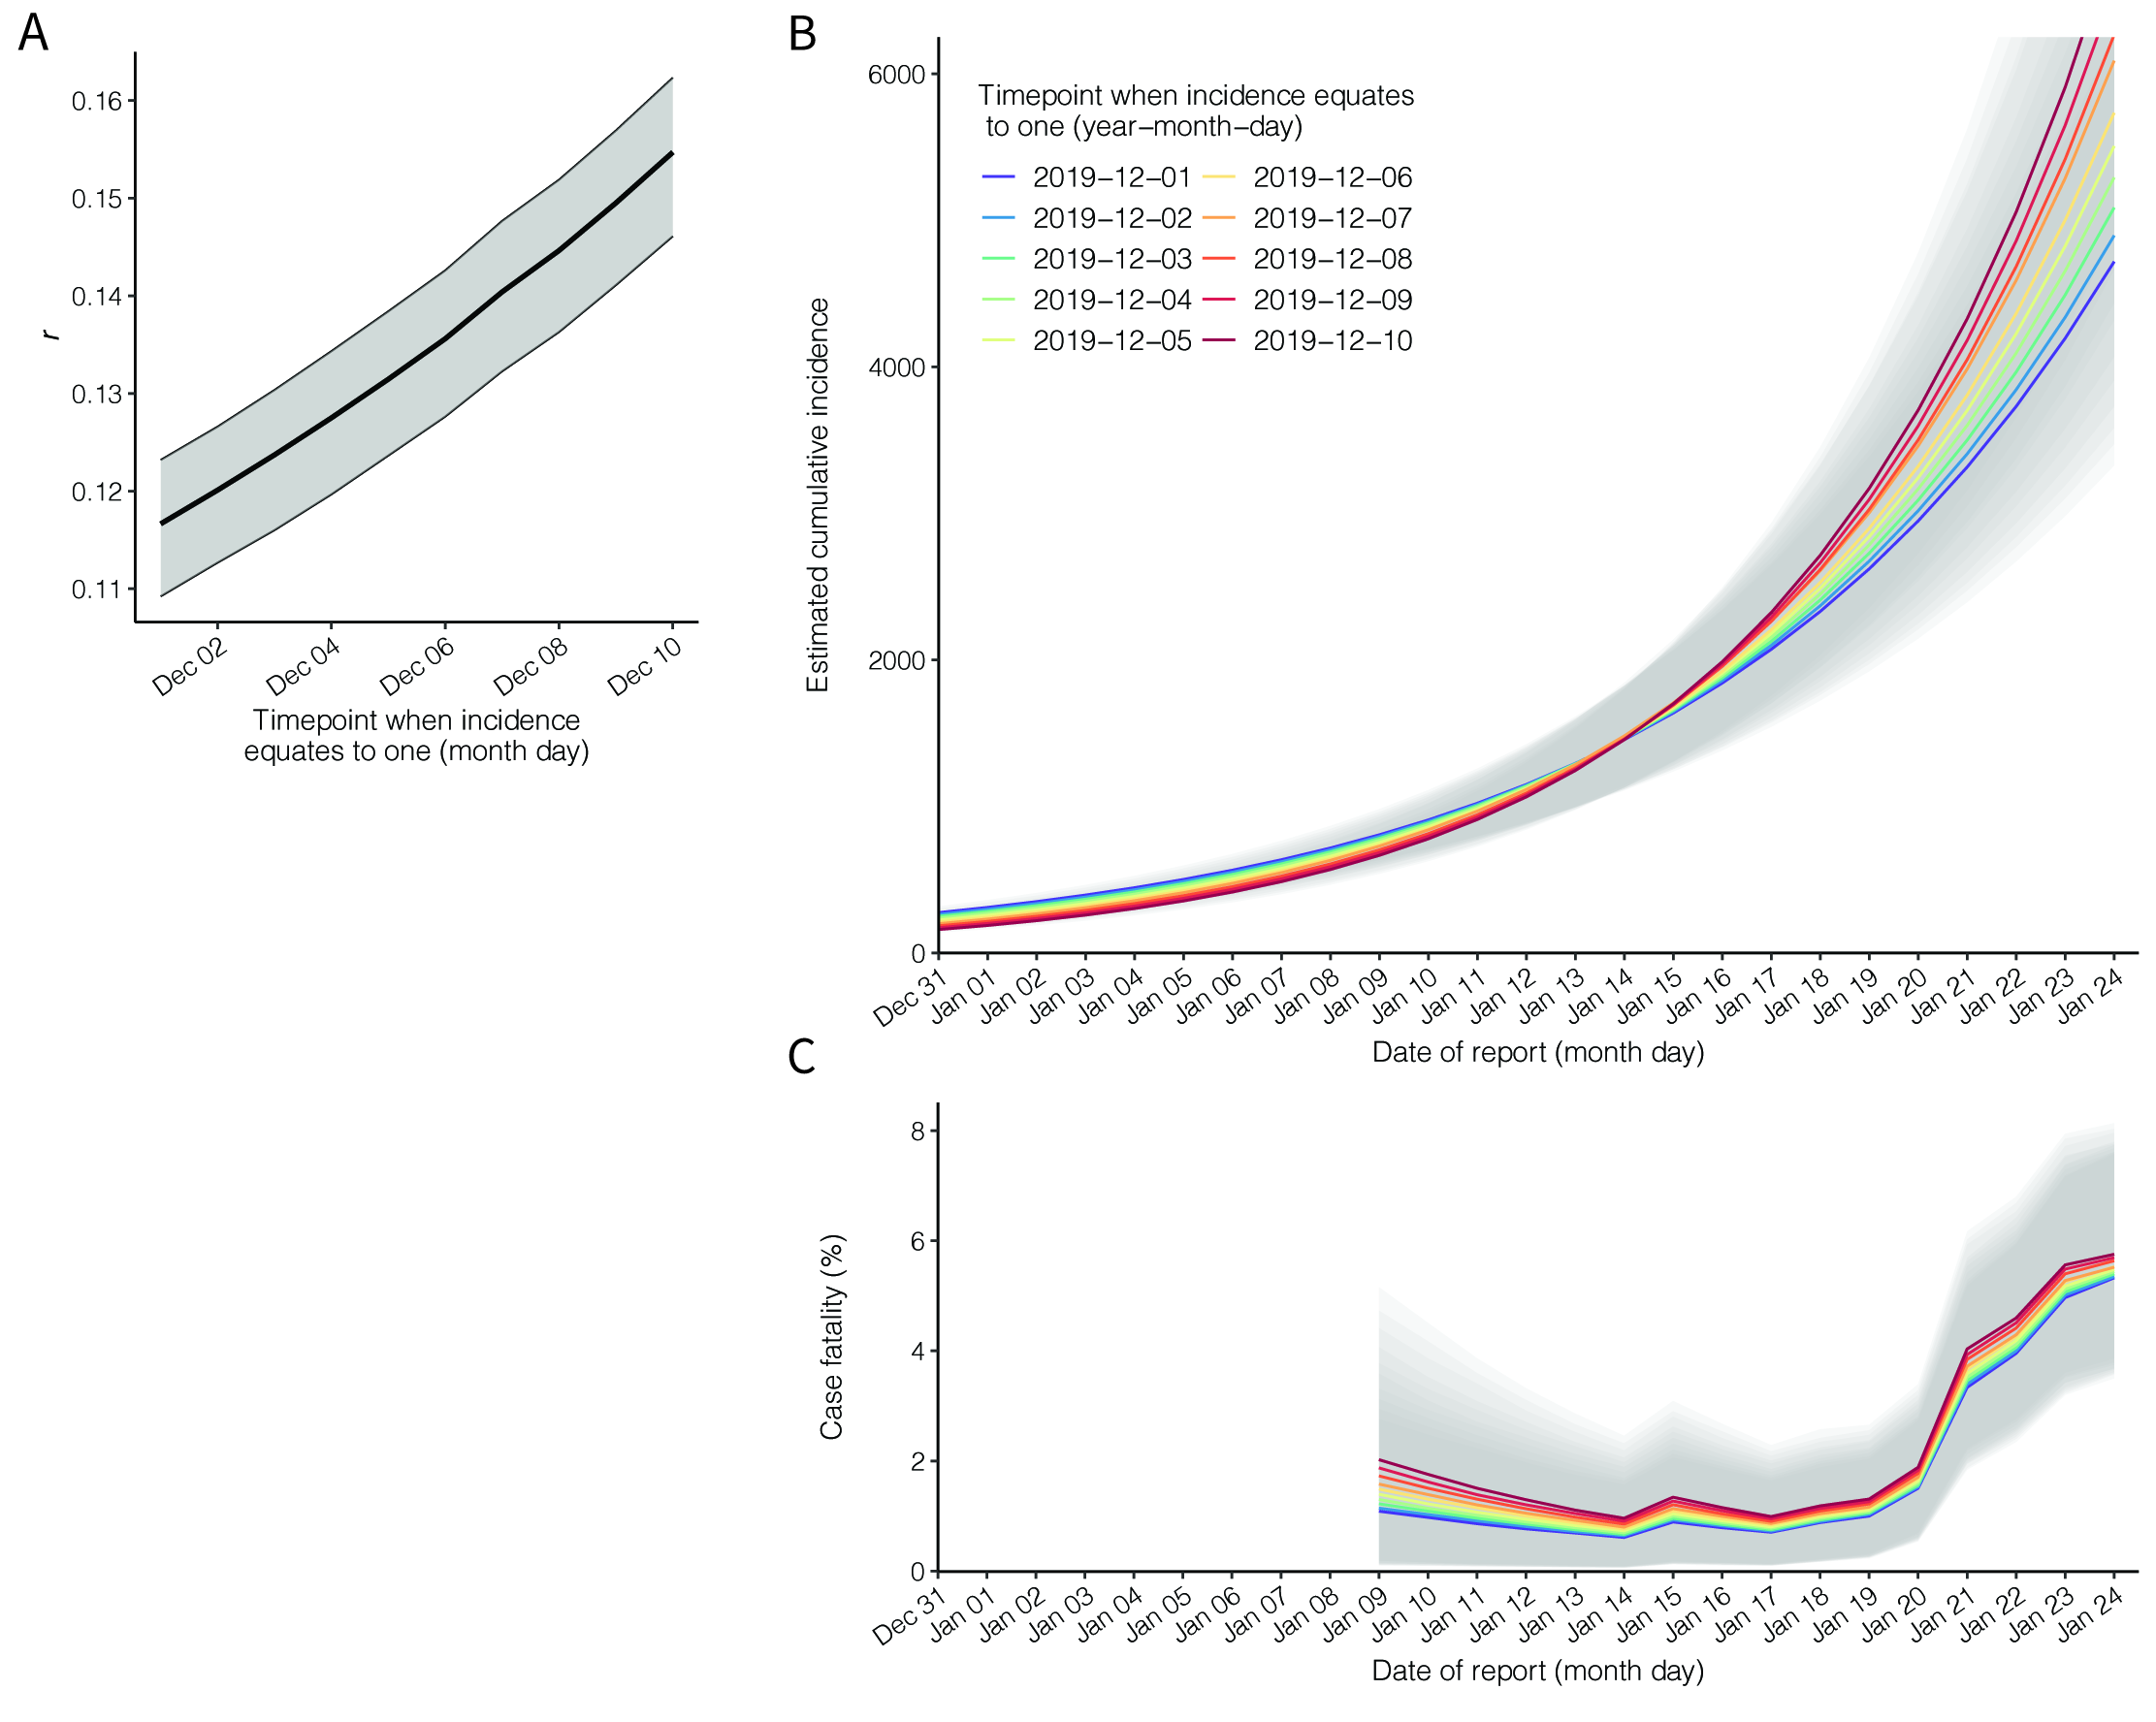 A
0.16
0.15
0.14
0.13
0.12
0.11
r
Dec 02
Dec 04
Dec 06
Dec 08
Dec 10
Timepoint when incidence
equates to one (month day)
B
6000
4000
2000
0
Estimated cumulative incidence
Timepoint when incidence equates
to one (year–month–day)
2019–12–01
2019–12–02
2019–12–03
2019–12–04
2019–12–05
2019–12–06
2019–12–07
2019–12–08
2019–12–09
2019–12–10
Dec 31
Jan 01
Jan 02
Jan 03
Jan 04
Jan 05
Jan 06
Jan 07
Jan 08
Jan 09
Jan 10
Jan 11
Jan 12
Jan 13
Jan 14
Jan 15
Jan 16
Jan 17
Jan 18
Jan 19
Jan 20
Jan 21
Jan 22
Jan 23
Jan 24
Date of report (month day)
C
8
6
4
2
0
Case fatality (%)
Dec 31
Jan 01
Jan 02
Jan 03
Jan 04
Jan 05
Jan 06
Jan 07
Jan 08
Jan 09
Jan 10
Jan 11
Jan 12
Jan 13
Jan 14
Jan 15
Jan 16
Jan 17
Jan 18
Jan 19
Jan 20
Jan 21
Jan 22
Jan 23
Jan 24
Date of report (month day)